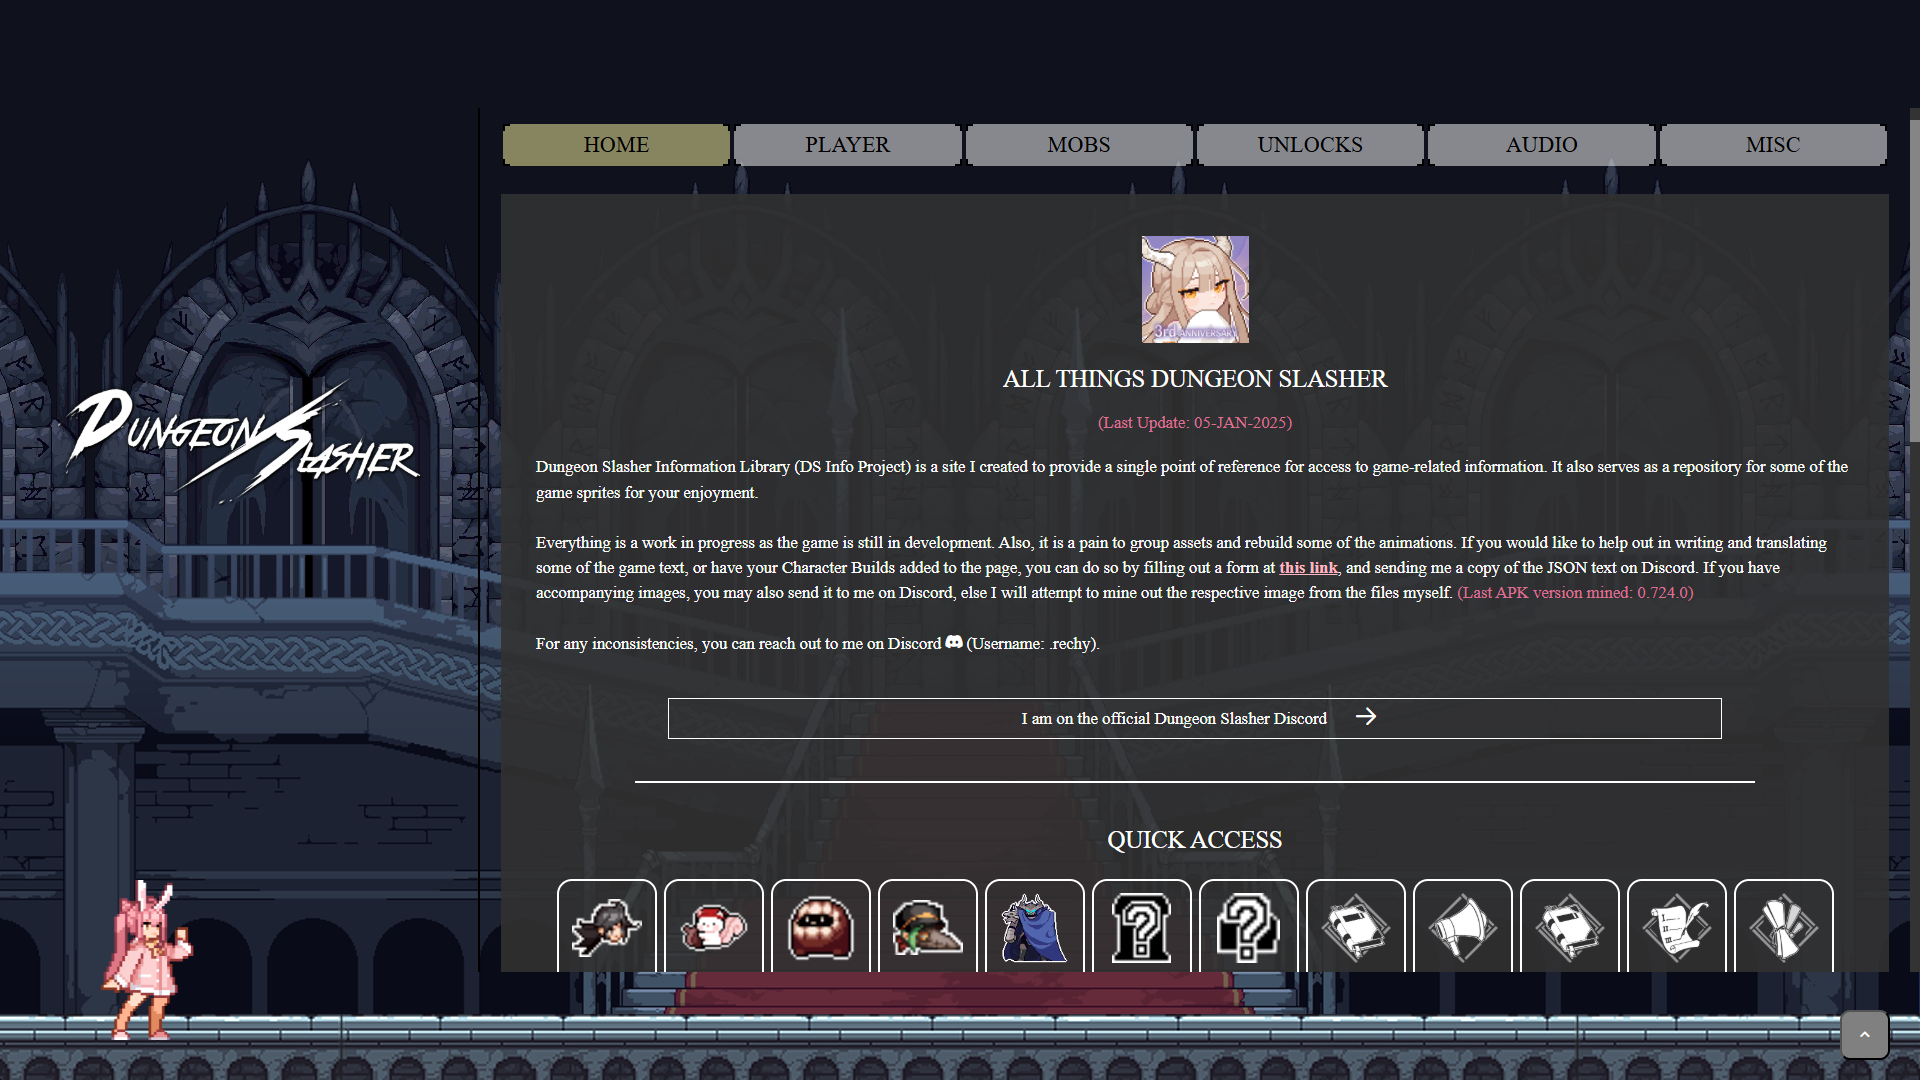 HOME PLAYER MOBS UNLOCKS AUDIO MISC
3rd ANNIVERSARY
DUNGEON SLASHER
ALL THINGS DUNGEON SLASHER
(Last Update: 05-JAN-2025)
Dungeon Slasher Information Library (DS Info Project) is a site I created to provide a single point of reference for access to game-related information. It also serves as a repository for some of the
game sprites for your enjoyment.
Everything is a work in progress as the game is still in development. Also, it is a pain to group assets and rebuild some of the animations. If you would like to help out in writing and translating
some of the game text, or have your Character Builds added to the page, you can do so by filling out a form at this link, and sending me a copy of the JSON text on Discord. If you have
accompanying images, you may also send it to me on Discord, else I will attempt to mine out the respective image from the files myself. (Last APK version mined: 0.724.0)
For any inconsistencies, you can reach out to me on Discord (Username: .rechy).
I am on the official Dungeon Slasher Discord
QUICK ACCESS